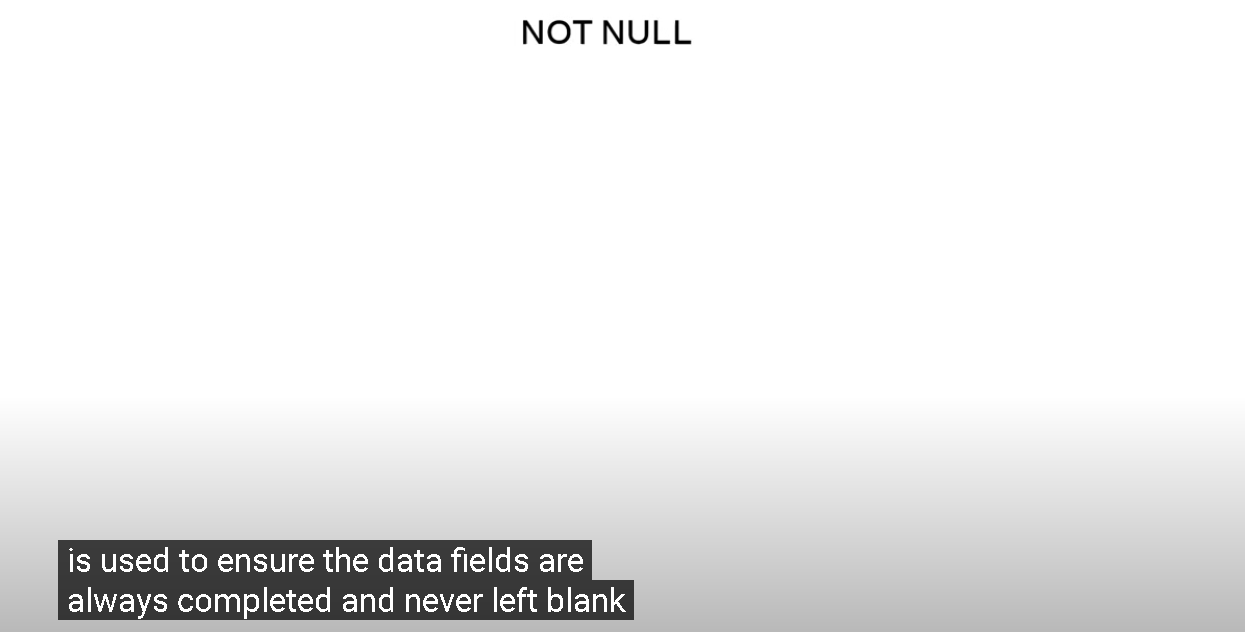 NOT NULL
is used to ensure the data fields are
always completed and never left blank